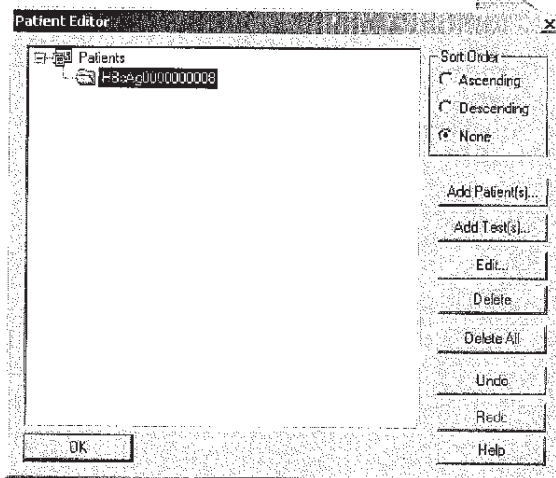 Patient Editor
Patients
HBsAg0000000008
Sort Order
Ascending
Descending
None
Add Patient(s)...
Add Test(s)...
Edit...
Delete
Delete All
Undo
Redo
Help
OK